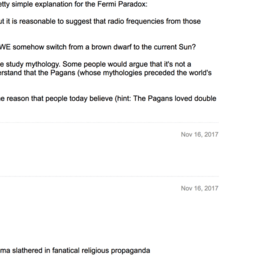 etty simple explanation for the Fermi Paradox:
ut it is reasonable to suggest that radio frequencies from those
WE somehow switch from a brown dwarf to the current Sun?
e study mythology. Some people would argue that it's not a
erstand that the Pagans (whose mythologies preceded the world's
e reason that people today believe (hint: The Pagans loved double
Nov 16, 2017
Nov 16, 2017
ma slathered in fanatical religious propaganda